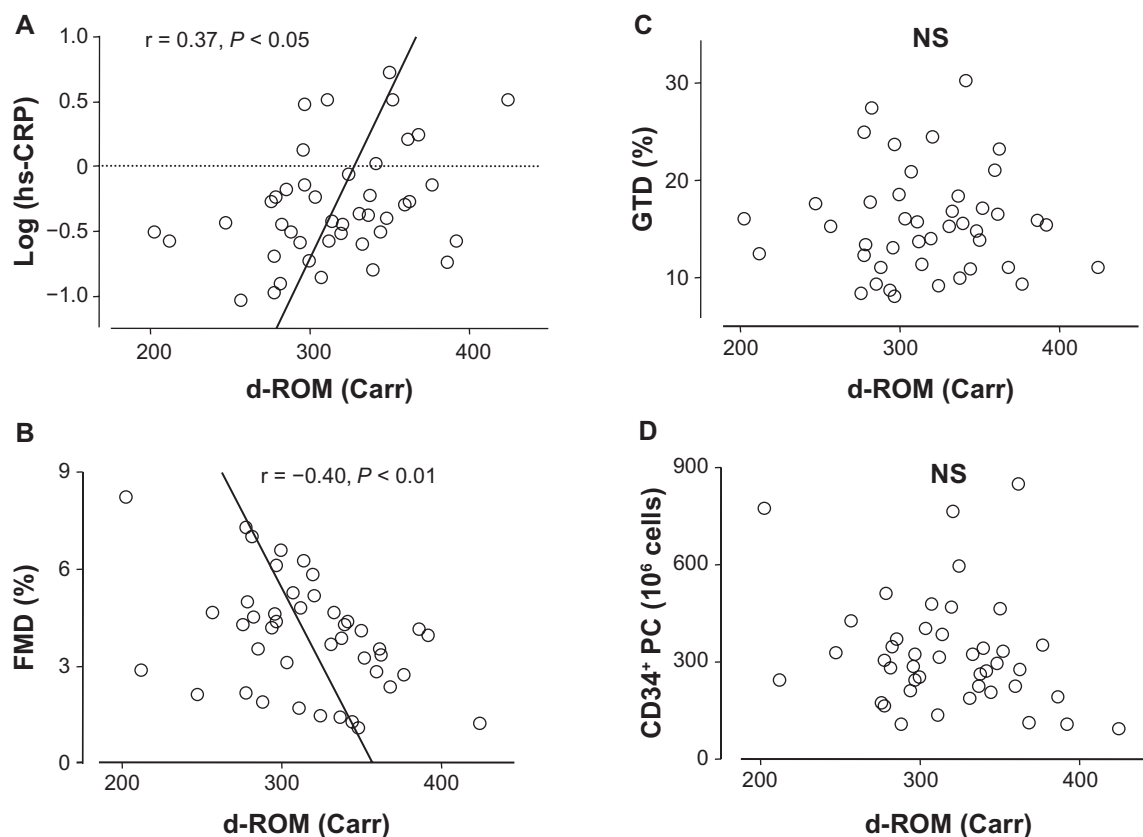 A
r = 0.37, P < 0.05
1.0
0.5
0
−0.5
−1.0
Log (hs-CRP)
200 300 400
d-ROM (Carr)
C
NS
30
20
10
GTD (%)
200 300 400
d-ROM (Carr)
B
r = −0.40, P < 0.01
9
6
3
0
FMD (%)
200 300 400
d-ROM (Carr)
D
NS
900
600
300
0
CD34⁺ PC (10⁶ cells)
200 300 400
d-ROM (Carr)